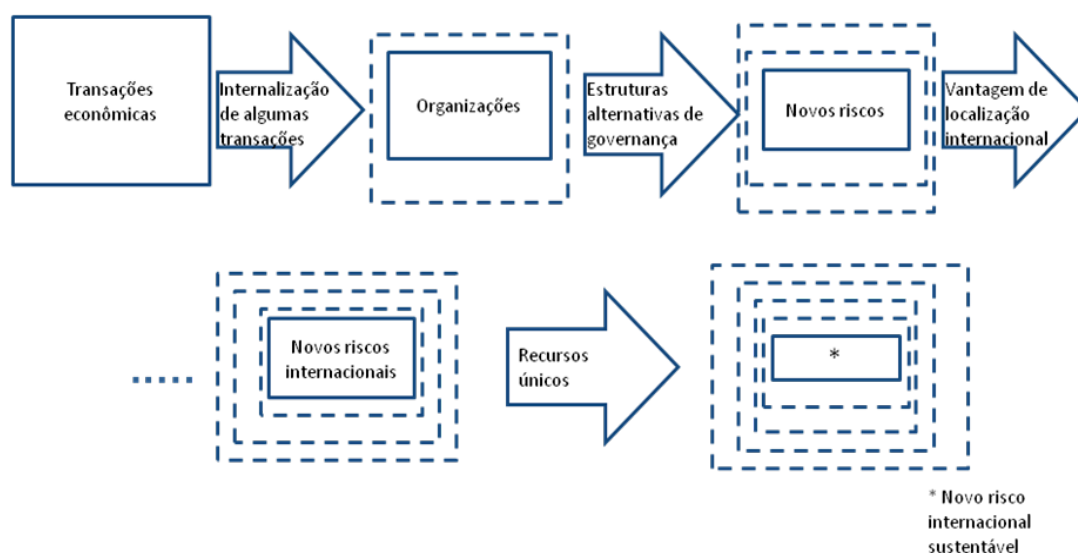 Transações
econômicas
Internalização
de algumas
transações
Organizações
Estruturas
alternativas de
governança
Novos riscos
Vantagem de
localização
internacional
Novos riscos
internacionais
Recursos
únicos
*
* Novo risco
internacional
sustentável